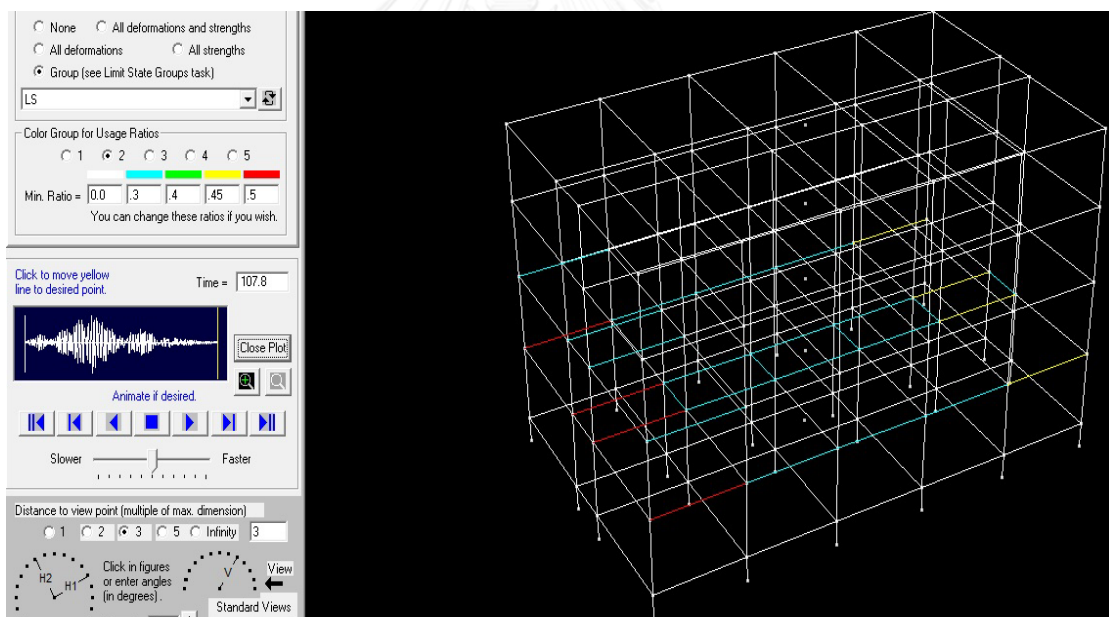 None All deformations and strengths
All deformations All strengths
Group (see Limit State Groups task)
LS
Color Group for Usage Ratios
1 2 3 4 5
Min. Ratio = 0.0 .3 .4 .45 .5
You can change these ratios if you wish.
Click to move yellow
line to desired point.
Time = 107.8
Close Plot
Animate if desired.
Slower Faster
Distance to view point (multiple of max. dimension)
1 2 3 5 Infinity 3
Click in figures
or enter angles
(in degrees) .
H2 H1
V
View
Standard Views